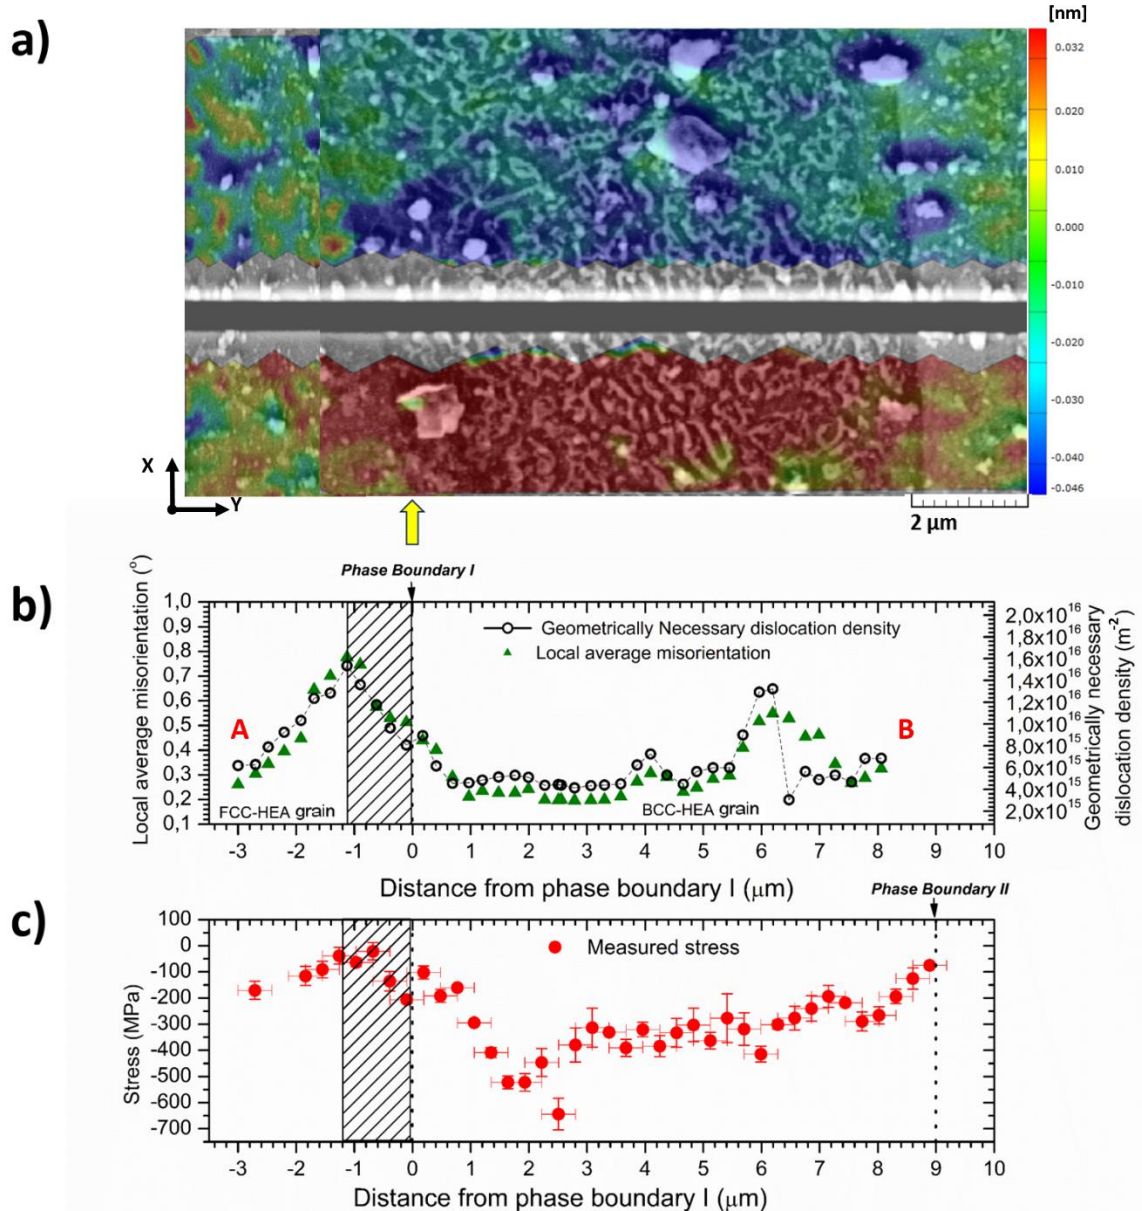 a)
[nm]
0.032
0.020
0.010
0.000
-0.010
-0.020
-0.030
-0.040
-0.046
X
Y
2 µm
b)
Phase Boundary I
Local average misorientation (°)
1,0
0,9
0,8
0,7
0,6
0,5
0,4
0,3
0,2
0,1
Geometrically Necessary dislocation density
Local average misorientation
A
B
FCC-HEA grain
BCC-HEA grain
2,0x10¹⁶
1,8x10¹⁶
1,6x10¹⁶
1,4x10¹⁶
1,2x10¹⁶
1,0x10¹⁶
8,0x10¹⁵
6,0x10¹⁵
4,0x10¹⁵
2,0x10¹⁵
Geometrically necessary
dislocation density (m⁻²)
-3 -2 -1 0 1 2 3 4 5 6 7 8 9 10
Distance from phase boundary I (µm)
Phase Boundary II
c)
Stress (MPa)
100
0
-100
-200
-300
-400
-500
-600
-700
Measured stress
-3 -2 -1 0 1 2 3 4 5 6 7 8 9 10
Distance from phase boundary I (µm)